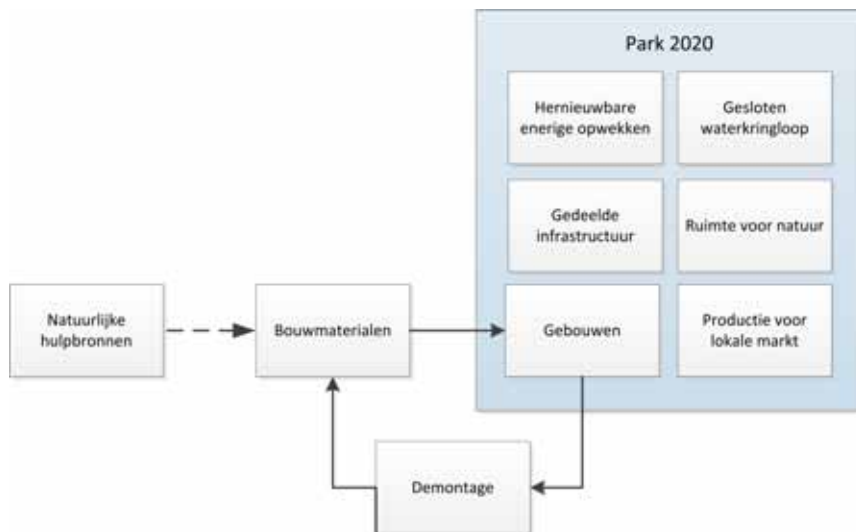 Park 2020
Hernieuwbare
enerige opwekken
Gesloten
waterkringloop
Gedeelde
infrastructuur
Ruimte voor natuur
Natuurlijke
hulpbronnen
Bouwmaterialen
Gebouwen
Productie voor
lokale markt
Demontage